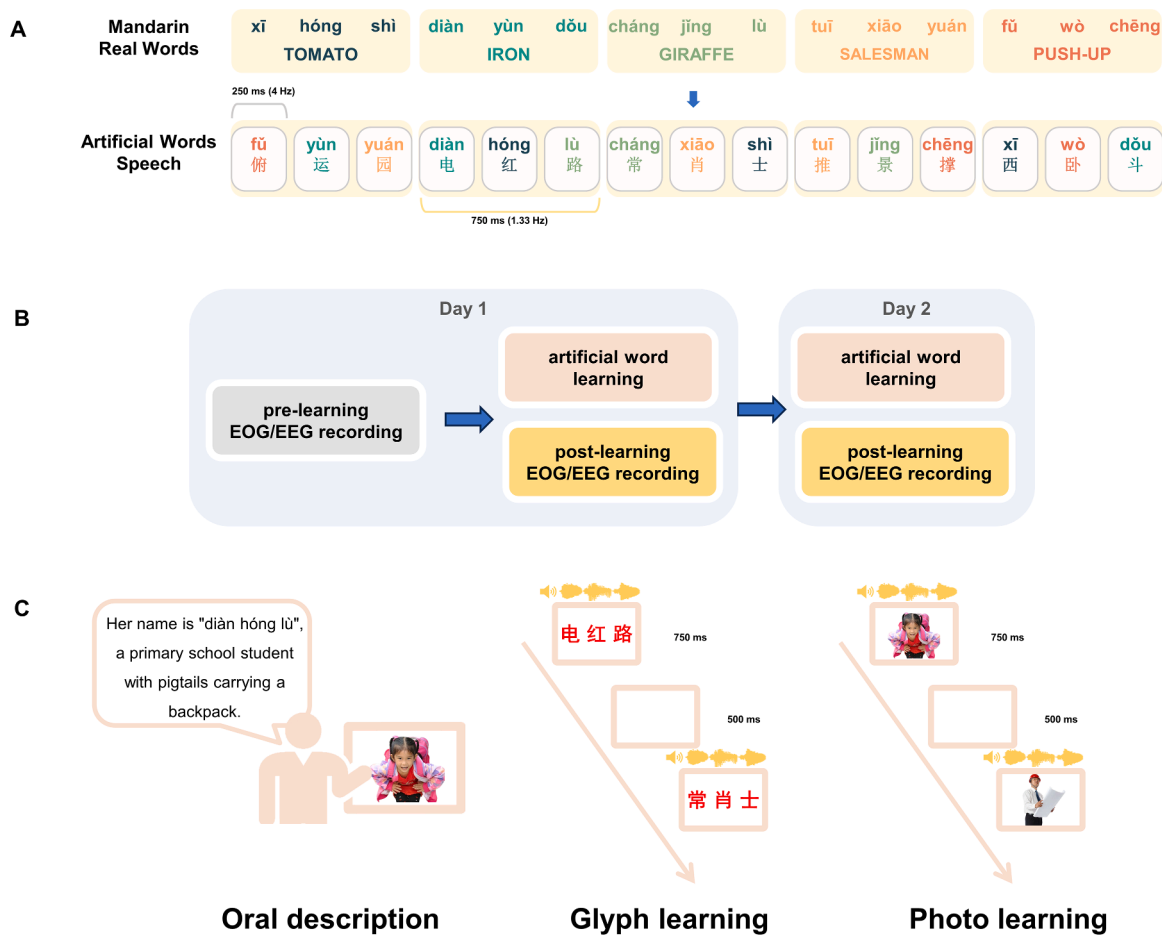 A
Mandarin
Real Words
xī hóng shì
TOMATO
diàn yùn dǒu
IRON
cháng jǐng lù
GIRAFFE
tuī xiāo yuán
SALESMAN
fǔ wò chēng
PUSH-UP
250 ms (4 Hz)
Artificial Words
Speech
fǔ yùn yuán diàn hóng lù cháng xiāo shì tuī jǐng chēng xī wò dǒu
俯 运 园 电 红 路 常 肖 士 推 景 撑 西 卧 斗
750 ms (1.33 Hz)
B
Day 1
pre-learning
EOG/EEG recording
artificial word
learning
post-learning
EOG/EEG recording
Day 2
artificial word
learning
post-learning
EOG/EEG recording
C
Her name is "diàn hóng lù",
a primary school student
with pigtails carrying a
backpack.
Oral description
电 红 路
750 ms
500 ms
常 肖 士
Glyph learning
750 ms
500 ms
Photo learning